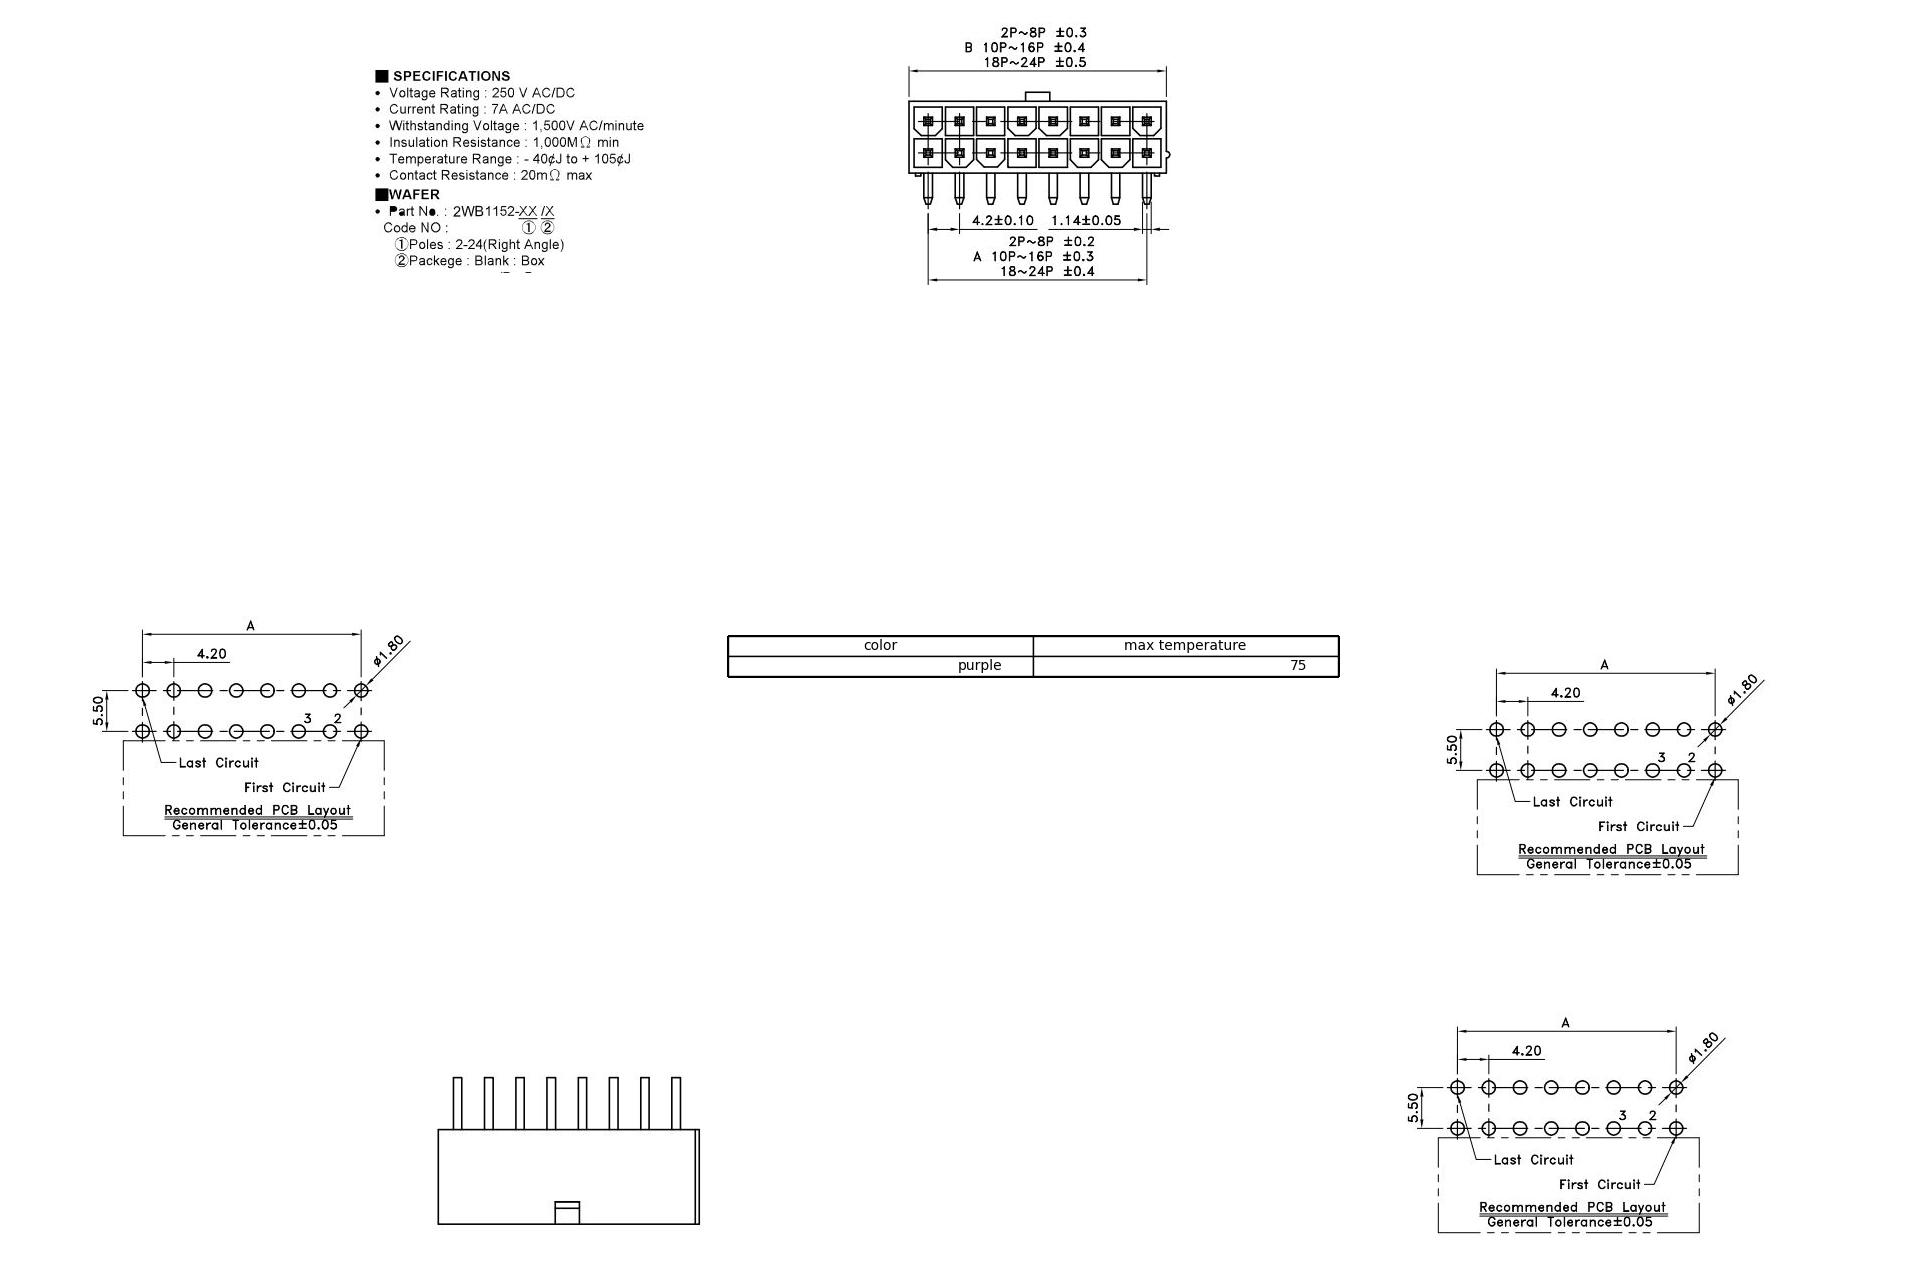 2P~8P ±0.3
B 10P~16P ±0.4
18P~24P ±0.5
■ SPECIFICATIONS
• Voltage Rating : 250 V AC/DC
• Current Rating : 7A AC/DC
• Withstanding Voltage : 1,500V AC/minute
• Insulation Resistance : 1,000MΩ min
• Temperature Range : - 40¢J to + 105¢J
• Contact Resistance : 20mΩ max
■WAFER
• Part No. : 2WB1152-XX /X
Code NO : ① ②
①Poles : 2-24(Right Angle)
②Packege : Blank : Box
4.2±0.10 1.14±0.05
2P~8P ±0.2
A 10P~16P ±0.3
18~24P ±0.4
A
4.20
ø1.80
5.50
3 2
Last Circuit
First Circuit
Recommended PCB Layout
General Tolerance±0.05
color max temperature
purple 75
A
4.20
ø1.80
5.50
3 2
Last Circuit
First Circuit
Recommended PCB Layout
General Tolerance±0.05
A
4.20
ø1.80
5.50
3 2
Last Circuit
First Circuit
Recommended PCB Layout
General Tolerance±0.05